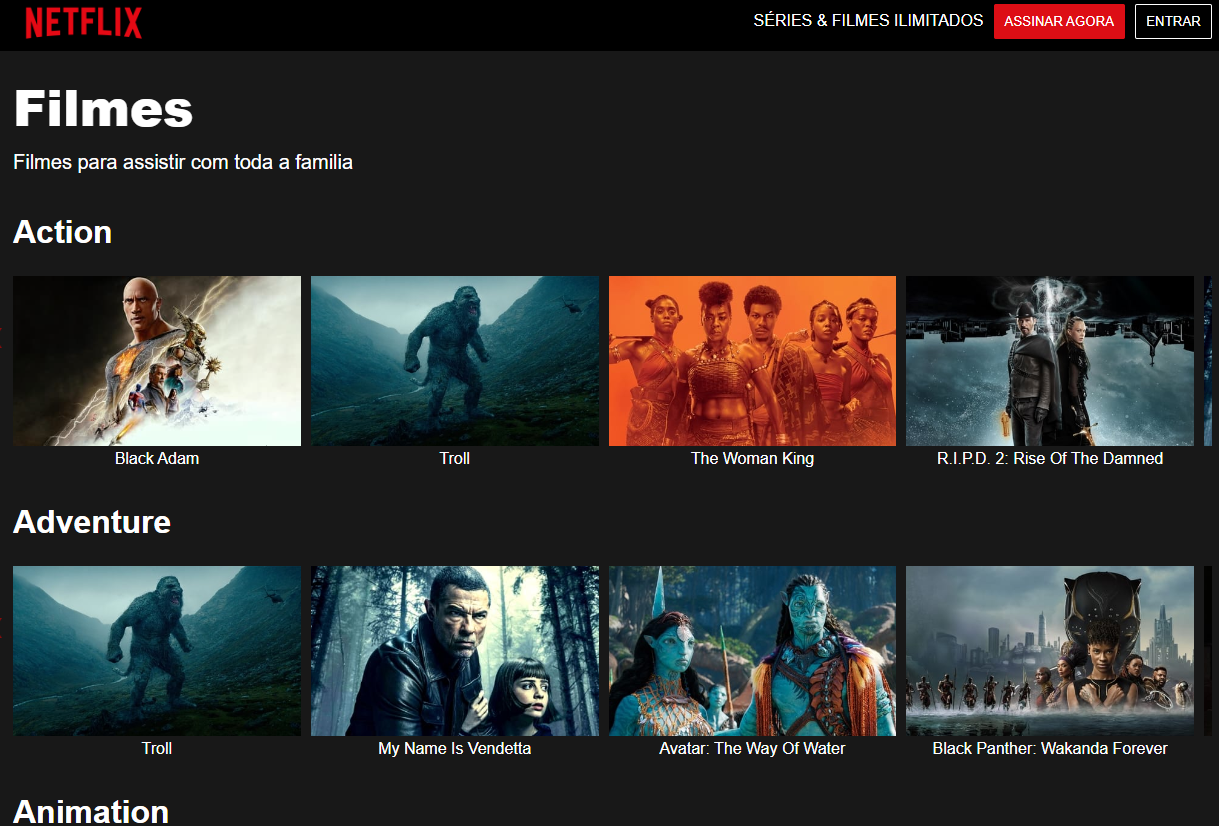 NETFLIX
SÉRIES & FILMES ILIMITADOS ASSINAR AGORA ENTRAR
Filmes
Filmes para assistir com toda a familia
Action
Black Adam Troll The Woman King R.I.P.D. 2: Rise Of The Damned
Adventure
Troll My Name Is Vendetta Avatar: The Way Of Water Black Panther: Wakanda Forever
Animation